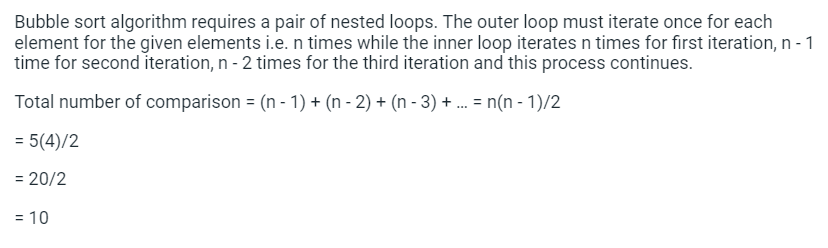 Bubble sort algorithm requires a pair of nested loops. The outer loop must iterate once for each
element for the given elements i.e. n times while the inner loop iterates n times for first iteration, n - 1
time for second iteration, n - 2 times for the third iteration and this process continues.
Total number of comparison = (n - 1) + (n - 2) + (n - 3) + ... = n(n - 1)/2
= 5(4)/2
= 20/2
= 10